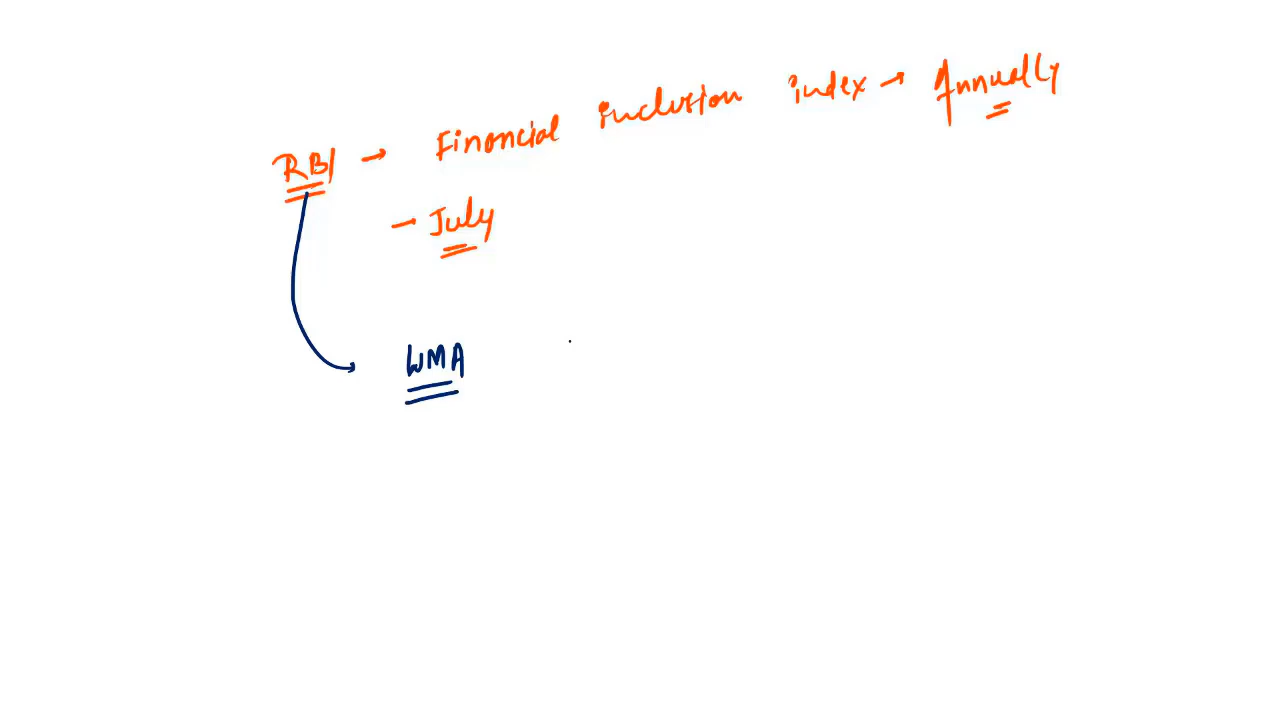 RBI → Financial inclusion index → Annually
→ July
WMA